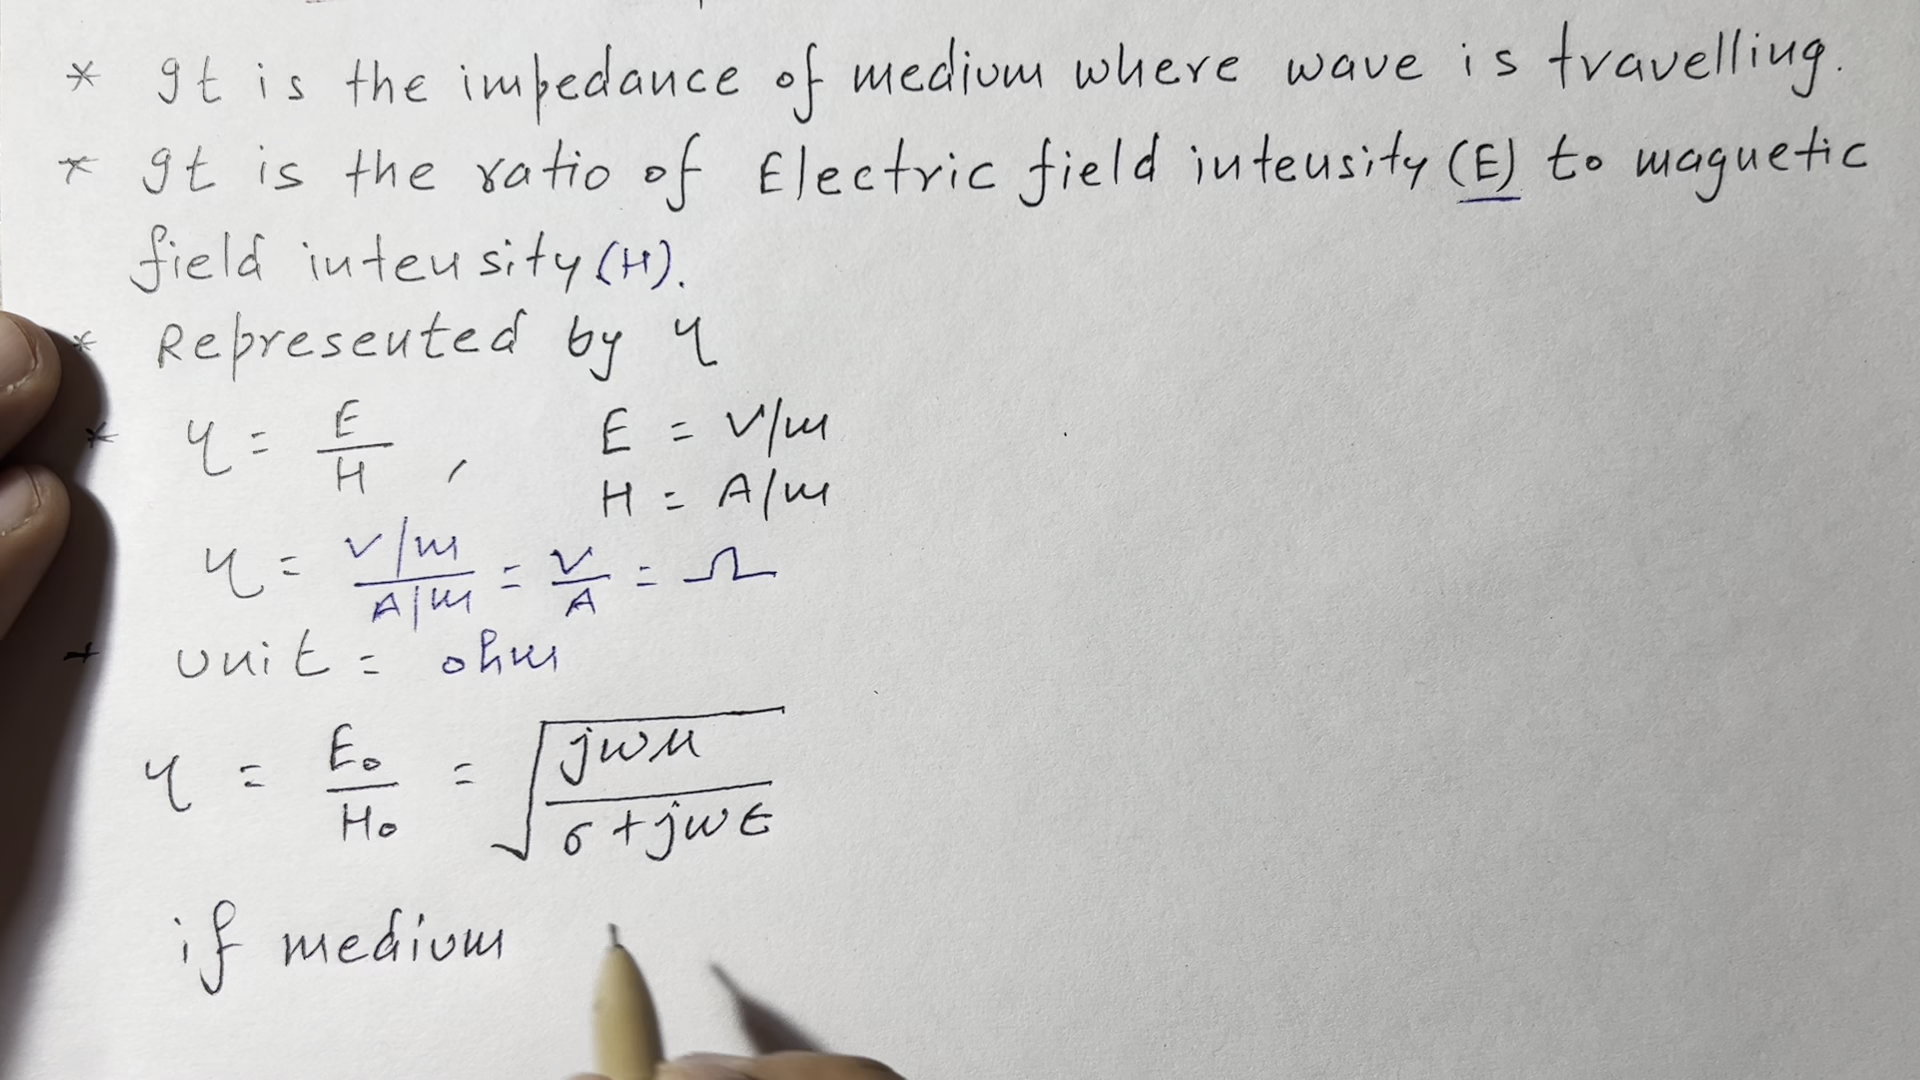 * It is the impedance of medium where wave is travelling.
* It is the ratio of Electric field intensity (E) to magnetic
field intensity (H).
* Represented by η
* η = E/H , E = V/m
H = A/m
η = V/m / A/m = V/A = Ω
* unit = ohm
η = E₀/H₀ = √(jωμ / σ+jωε)
if medium